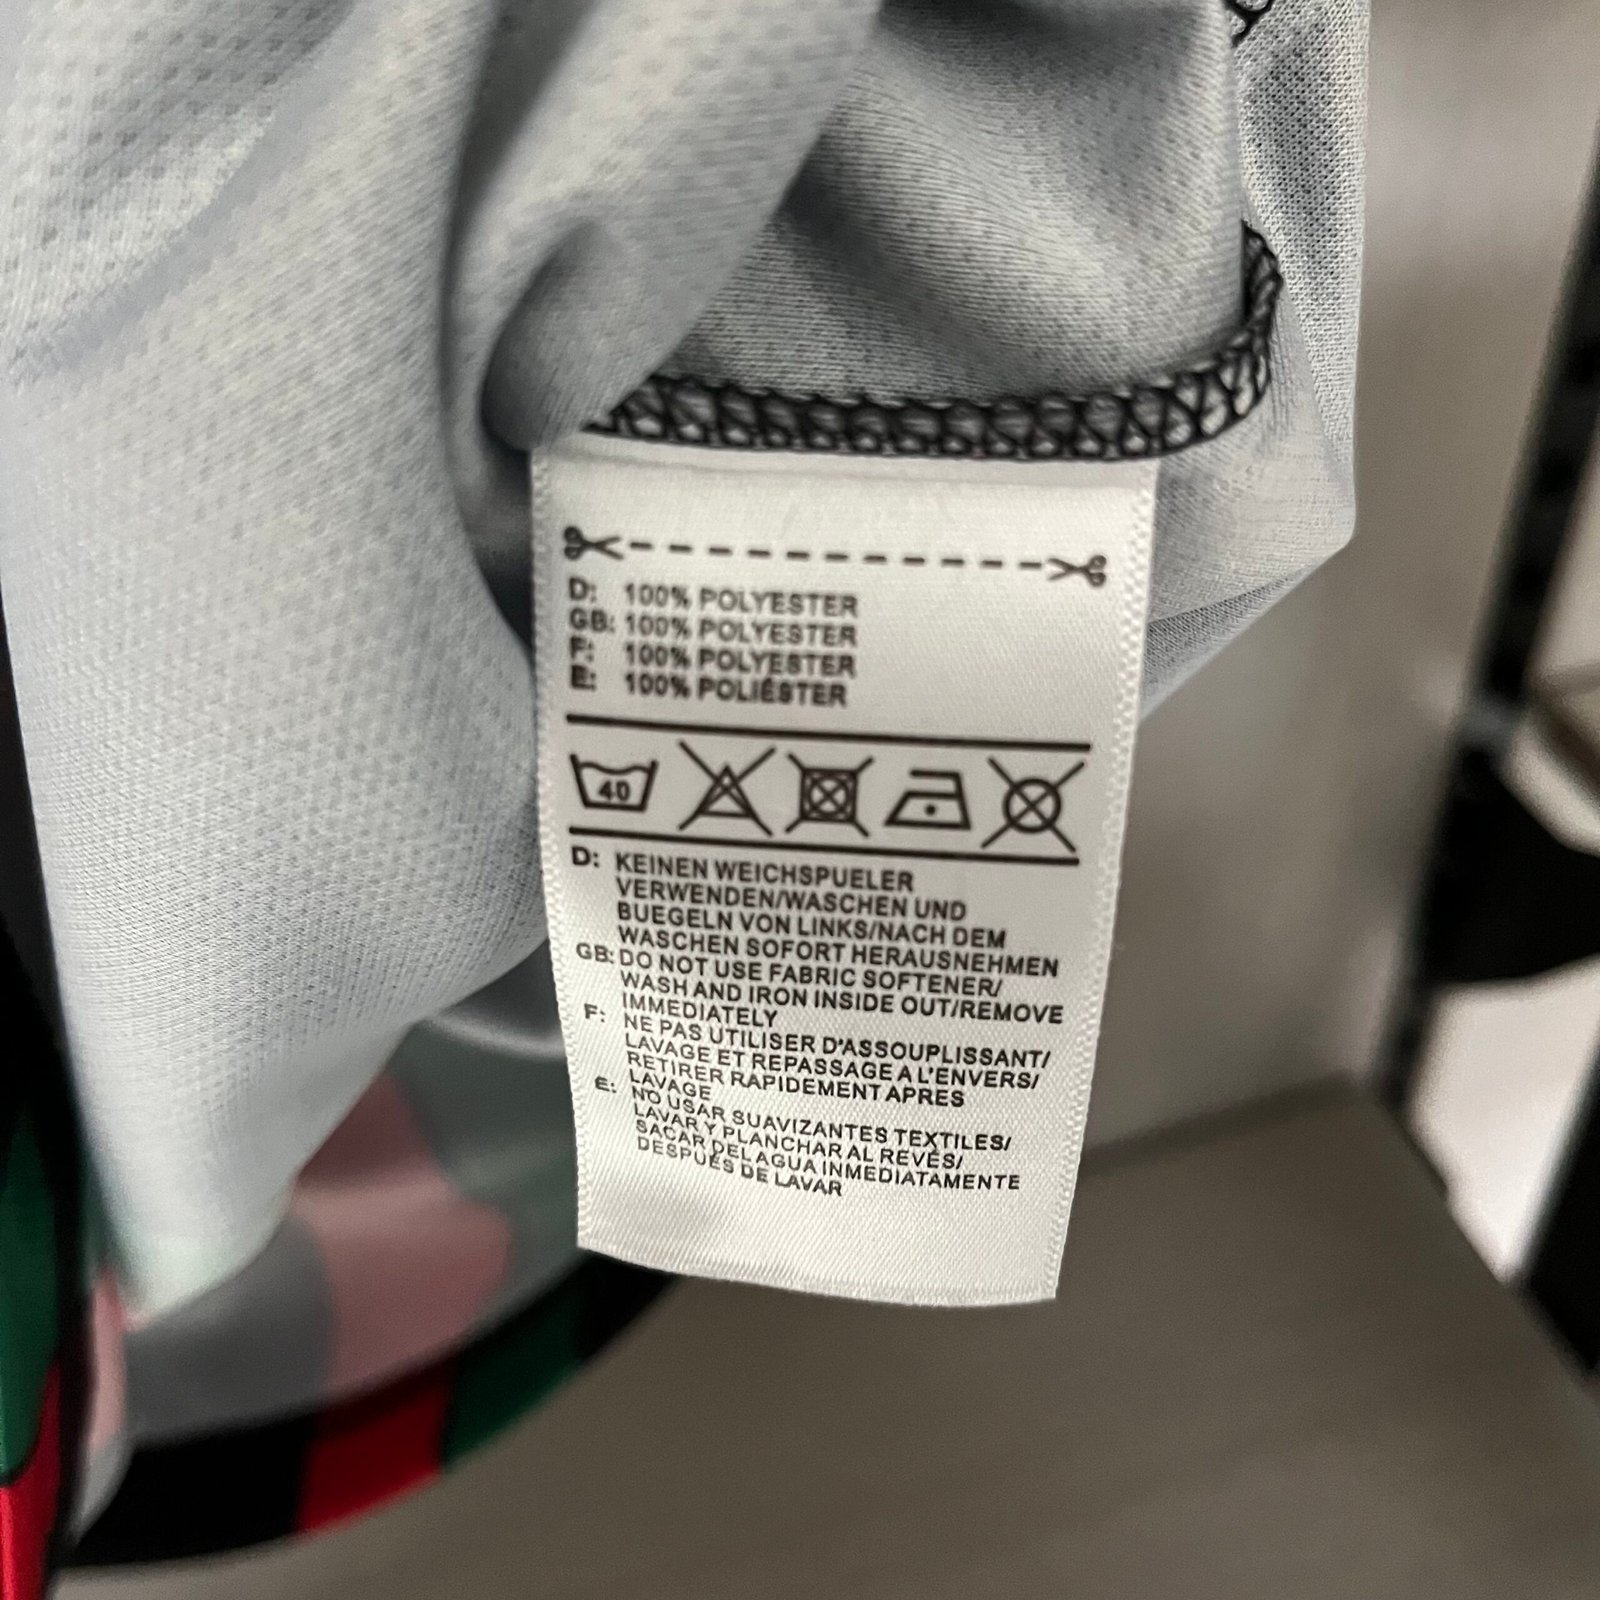 D: 100% POLYESTER
GB: 100% POLYESTER
F: 100% POLYESTER
E: 100% POLIÉSTER
40
D: KEINEN WEICHSPUELER
VERWENDEN/WASCHEN UND
BUEGELN VON LINKS/NACH DEM
WASCHEN SOFORT HERAUSNEHMEN
GB: DO NOT USE FABRIC SOFTENER/
WASH AND IRON INSIDE OUT/REMOVE
IMMEDIATELY
F: NE PAS UTILISER D'ASSOUPLISSANT/
LAVAGE ET REPASSAGE A L'ENVERS/
RETIRER RAPIDEMENT APRES
LAVAGE
E: NO USAR SUAVIZANTES TEXTILES/
LAVAR Y PLANCHAR AL REVÉS/
SACAR DEL AGUA INMEDIATAMENTE
DESPUÉS DE LAVAR